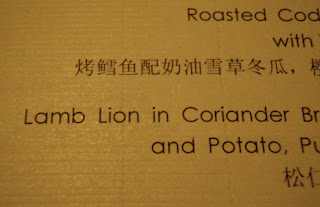 Roasted Cod
with
烤鳕鱼配奶油雪草冬瓜，
Lamb Lion in Coriander Br
and Potato, Pu
松仁